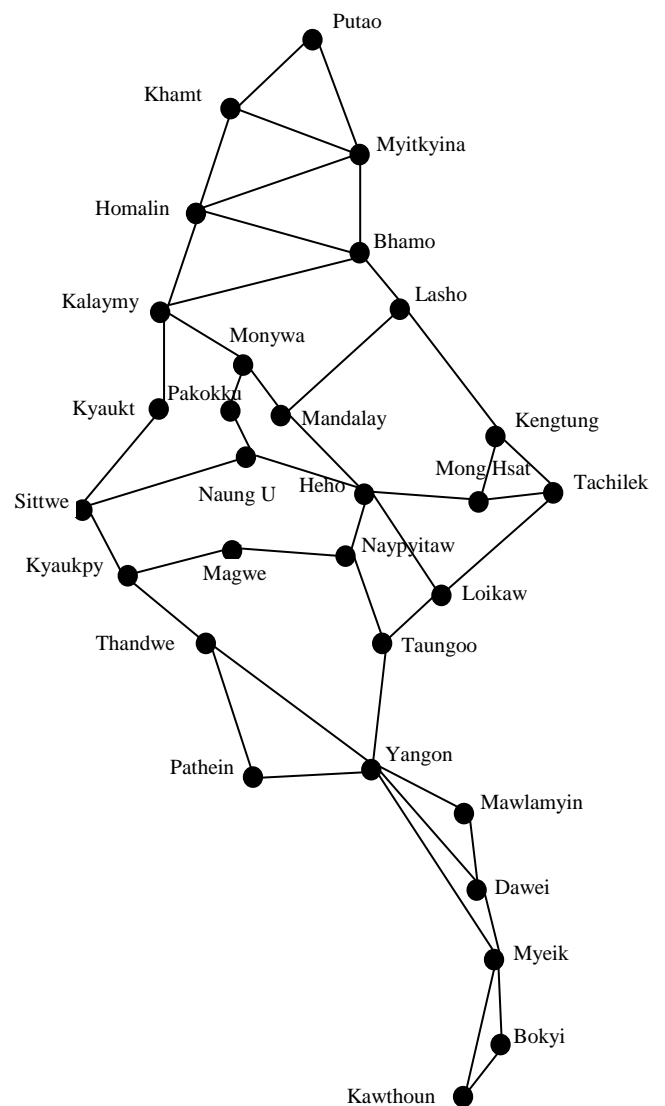 Putao
Khamt
Myitkyina
Homalin
Bhamo
Lasho
Kalaymy
Monywa
Kyaukt
Pakokku
Mandalay
Kengtung
Mong Hsat
Tachilek
Sittwe
Naung U
Heho
Kyaukpy
Magwe
Naypyitaw
Loikaw
Thandwe
Taungoo
Pathein
Yangon
Mawlamyin
Dawei
Myeik
Bokyi
Kawthoun